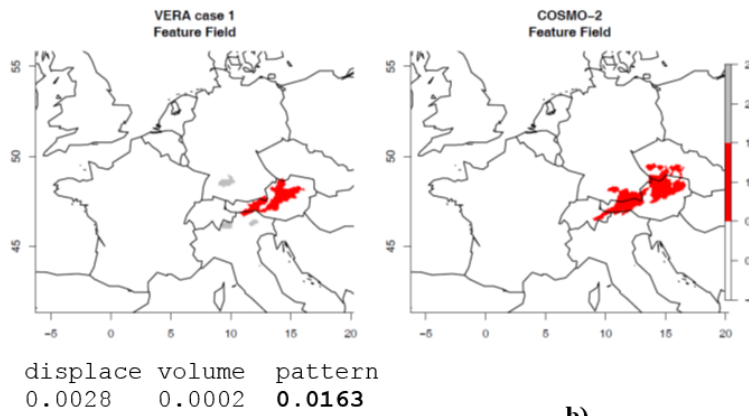 VERA case 1
Feature Field
COSMO-2
Feature Field
55
50
45
-5 0 5 10 15 20
55
50
45
-5 0 5 10 15 20
displace volume pattern
0.0028 0.0002 0.0163